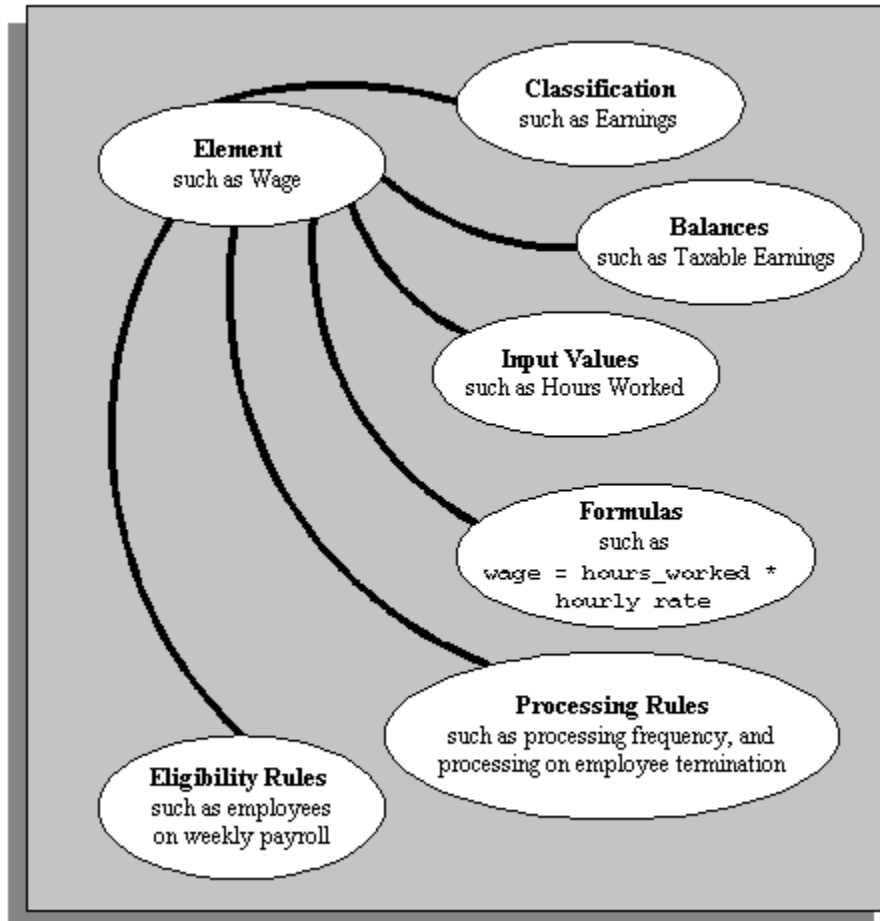 Classification
such as Earnings
Element
such as Wage
Balances
such as Taxable Earnings
Input Values
such as Hours Worked
Formulas
such as
wage = hours_worked *
hourly rate
Processing Rules
such as processing frequency, and
processing on employee termination
Eligibility Rules
such as employees
on weekly payroll